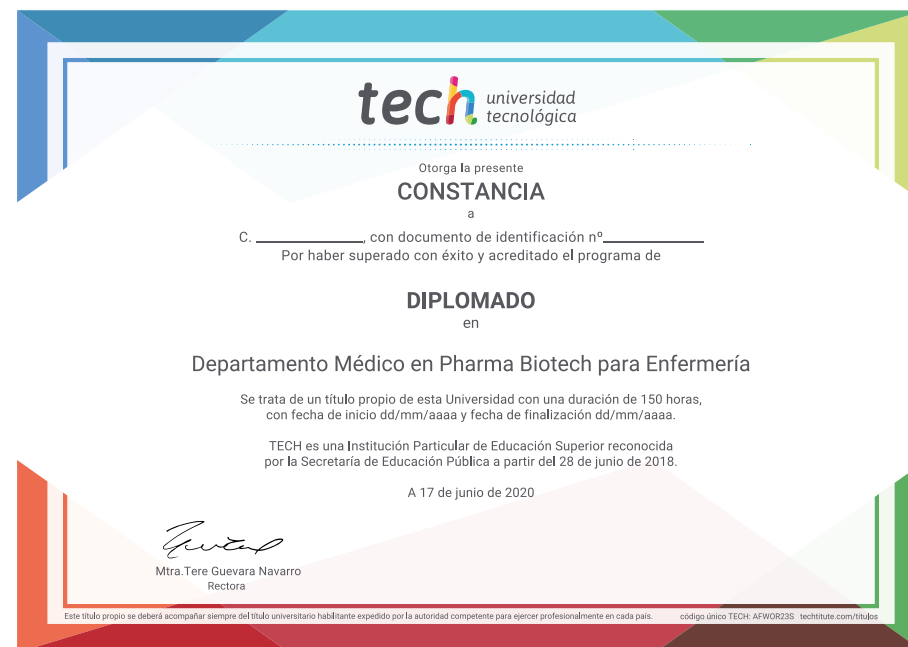 tech universidad
tecnológica
Otorga la presente
CONSTANCIA
a
C. ______________, con documento de identificación nº_____________
Por haber superado con éxito y acreditado el programa de
DIPLOMADO
en
Departamento Médico en Pharma Biotech para Enfermería
Se trata de un título propio de esta Universidad con una duración de 150 horas,
con fecha de inicio dd/mm/aaaa y fecha de finalización dd/mm/aaaa.
TECH es una Institución Particular de Educación Superior reconocida
por la Secretaría de Educación Pública a partir del 28 de junio de 2018.
A 17 de junio de 2020
Mtra.Tere Guevara Navarro
Rectora
Este título propio se deberá acompañar siempre del título universitario habilitante expedido por la autoridad competente para ejercer profesionalmente en cada país. código único TECH: AFWOR23S techtitute.com/titulos